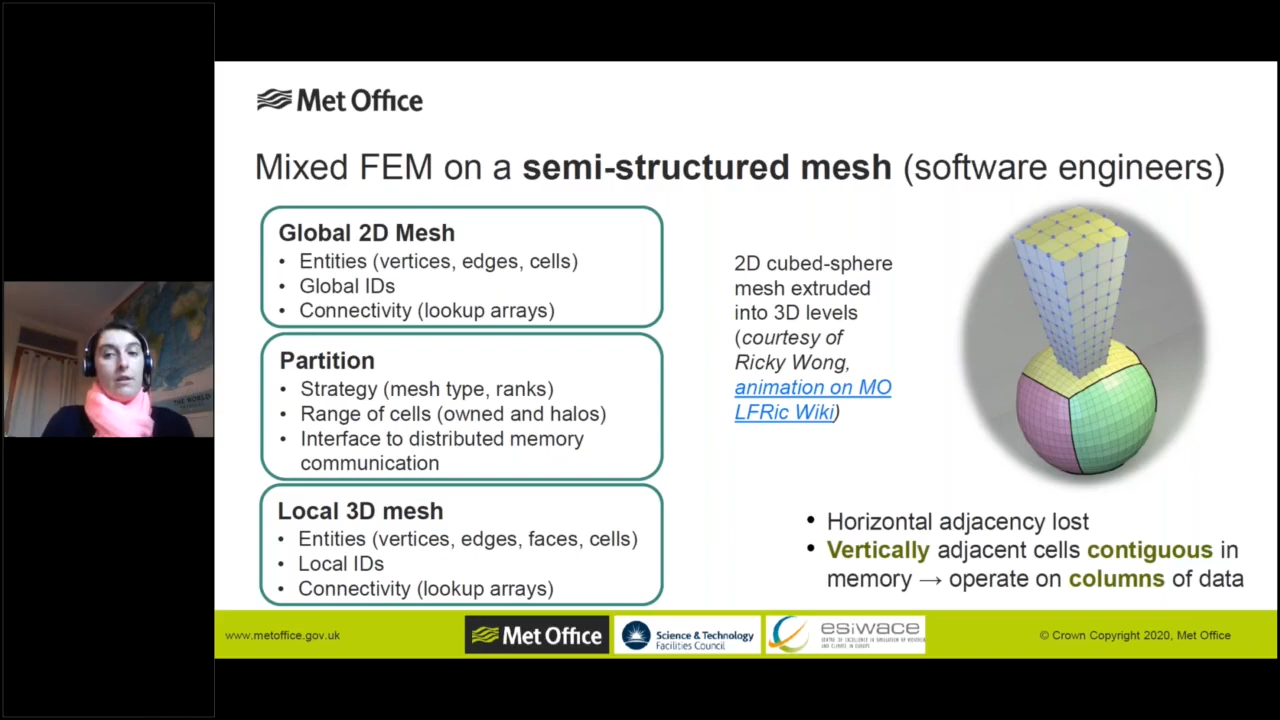 Met Office
Mixed FEM on a semi-structured mesh (software engineers)
Global 2D Mesh
• Entities (vertices, edges, cells)
• Global IDs
• Connectivity (lookup arrays)
Partition
• Strategy (mesh type, ranks)
• Range of cells (owned and halos)
• Interface to distributed memory
communication
Local 3D mesh
• Entities (vertices, edges, faces, cells)
• Local IDs
• Connectivity (lookup arrays)
2D cubed-sphere
mesh extruded
into 3D levels
(courtesy of
Ricky Wong,
animation on MO
LFRic Wiki)
• Horizontal adjacency lost
• Vertically adjacent cells contiguous in
memory → operate on columns of data
www.metoffice.gov.uk
Met Office
Science & Technology
Facilities Council
esiwace
CENTRE OF EXCELLENCE IN SIMULATION OF WEATHER
AND CLIMATE IN EUROPE
© Crown Copyright 2020, Met Office
THE WORLD